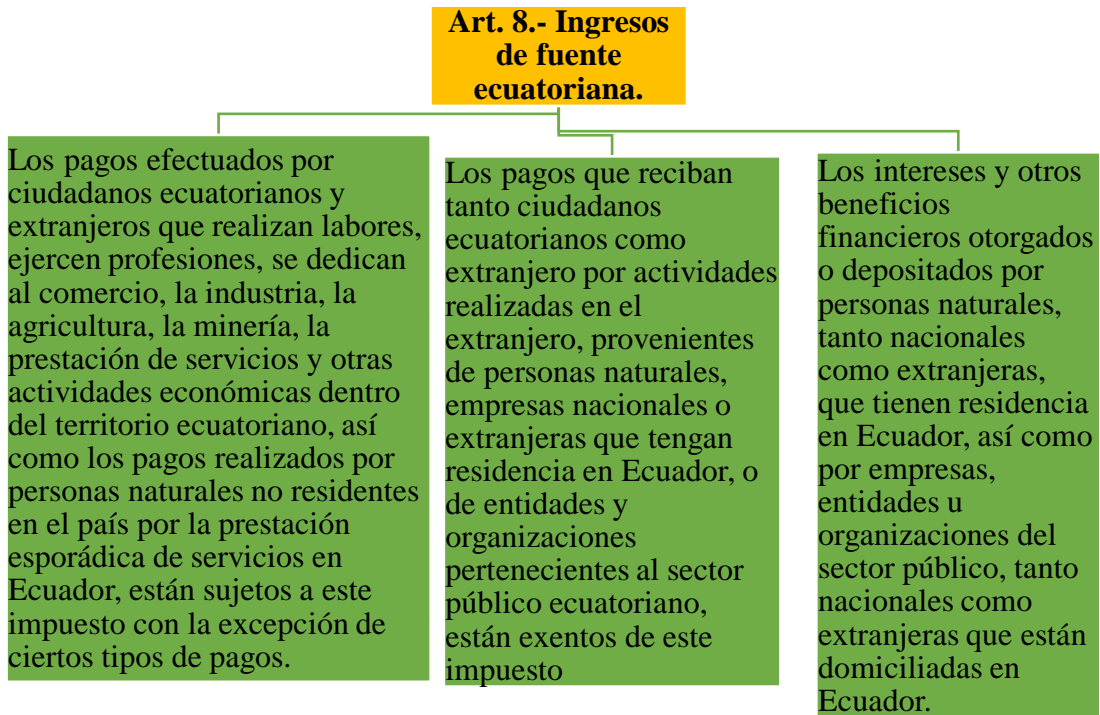 Art. 8.- Ingresos
de fuente
ecuatoriana.
Los pagos efectuados por
ciudadanos ecuatorianos y
extranjeros que realizan labores,
ejercen profesiones, se dedican
al comercio, la industria, la
agricultura, la minería, la
prestación de servicios y otras
actividades económicas dentro
del territorio ecuatoriano, así
como los pagos realizados por
personas naturales no residentes
en el país por la prestación
esporádica de servicios en
Ecuador, están sujetos a este
impuesto con la excepción de
ciertos tipos de pagos.
Los pagos que reciban
tanto ciudadanos
ecuatorianos como
extranjero por actividades
realizadas en el
extranjero, provenientes
de personas naturales,
empresas nacionales o
extranjeras que tengan
residencia en Ecuador, o
de entidades y
organizaciones
pertenecientes al sector
público ecuatoriano,
están exentos de este
impuesto
Los intereses y otros
beneficios
financieros otorgados
o depositados por
personas naturales,
tanto nacionales
como extranjeras,
que tienen residencia
en Ecuador, así como
por empresas,
entidades u
organizaciones del
sector público, tanto
nacionales como
extranjeras que están
domiciliadas en
Ecuador.